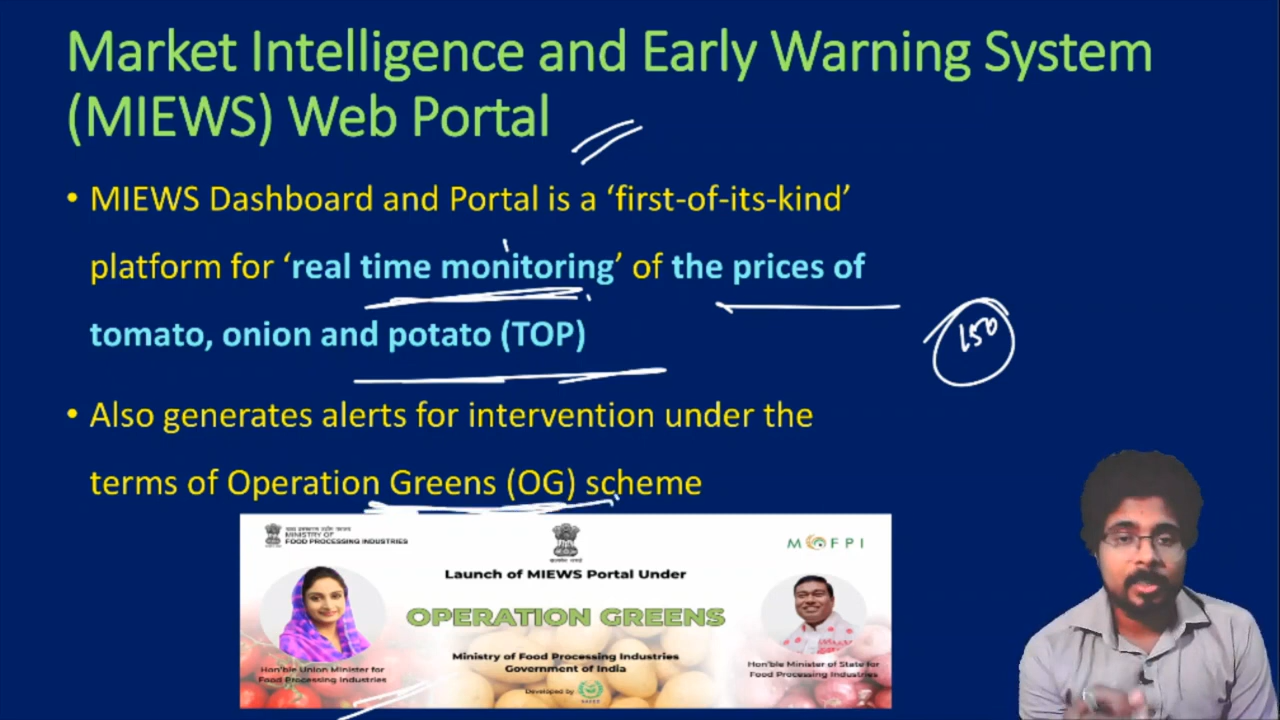 Market Intelligence and Early Warning System
(MIEWS) Web Portal
• MIEWS Dashboard and Portal is a ‘first-of-its-kind’
platform for ‘real time monitoring’ of the prices of
tomato, onion and potato (TOP)
150
• Also generates alerts for intervention under the
terms of Operation Greens (OG) scheme
MINISTRY OF
FOOD PROCESSING INDUSTRIES
MOFPI
Launch of MIEWS Portal Under
OPERATION GREENS
Ministry of Food Processing Industries
Government of India
Hon'ble Union Minister for
Food Processing Industries
Hon'ble Minister of State for
Food Processing Industries
Developed by